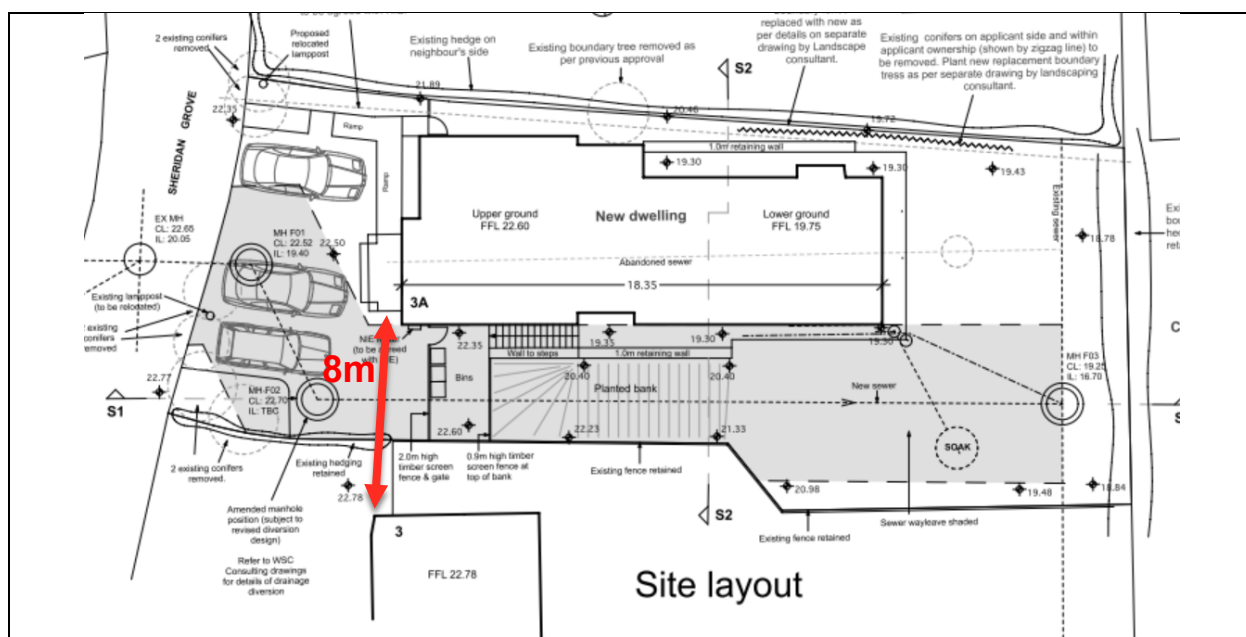 2 existing conifers
removed.
Proposed
relocated
lamppost
Existing hedge on
neighbour's side
Existing boundary tree removed as
per previous approval
replaced with new as
per details on separate
drawing by Landscape
consultant.
Existing conifers on applicant side and within
applicant ownership (shown by zigzag line) to
be removed. Plant new replacement boundary
tress as per separate drawing by landscaping
consultant.
S2
21.89
20.46
19.72
22.35
SHERIDAN GROVE
Ramp
Ramp
1.0m retaining wall
19.30
19.30
19.43
Upper ground
FFL 22.60
New dwelling
Lower ground
FFL 19.75
Existing sewer
18.78
EX MH
CL: 22.65
IL: 20.05
MH F01
CL: 22.52
IL: 19.40
22.50
Abandoned sewer
18.35
3A
Existing lamppost
(to be relocated)
2 existing
conifers
removed
8m
22.35
19.35
19.30
19.30
Wall to steps
1.0m retaining wall
Bins
20.40
20.40
Planted bank
New sewer
MH F03
CL: 19.25
IL: 16.70
22.77
S1
MH-F02
CL: 22.70
IL: TBC
22.60
22.23
21.33
SOAK
2 existing conifers
removed.
Existing hedging
retained
2.0m high
timber screen
fence & gate
0.9m high timber
screen fence at
top of bank
Existing fence retained
22.78
20.98
19.48
18.84
Amended manhole
position (subject to
revised diversion
design)
S2
Sewer wayleave shaded
Existing fence retained
Refer to WSC
Consulting drawings
for details of drainage
diversion
3
FFL 22.78
Site layout